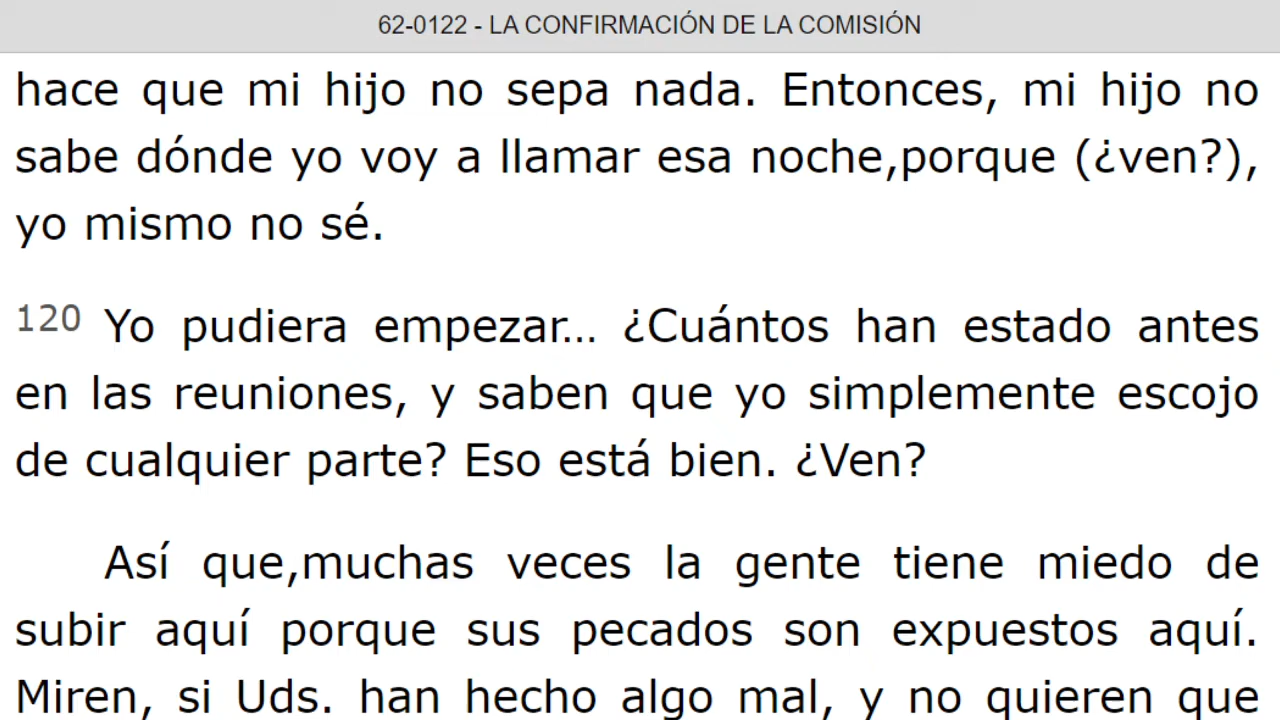 62-0122 - LA CONFIRMACIÓN DE LA COMISIÓN
hace que mi hijo no sepa nada. Entonces, mi hijo no
sabe dónde yo voy a llamar esa noche,porque (¿ven?),
yo mismo no sé.
120 Yo pudiera empezar... ¿Cuántos han estado antes
en las reuniones, y saben que yo simplemente escojo
de cualquier parte? Eso está bien. ¿Ven?
Así que,muchas veces la gente tiene miedo de
subir aquí porque sus pecados son expuestos aquí.
Miren, si Uds. han hecho algo mal, y no quieren que